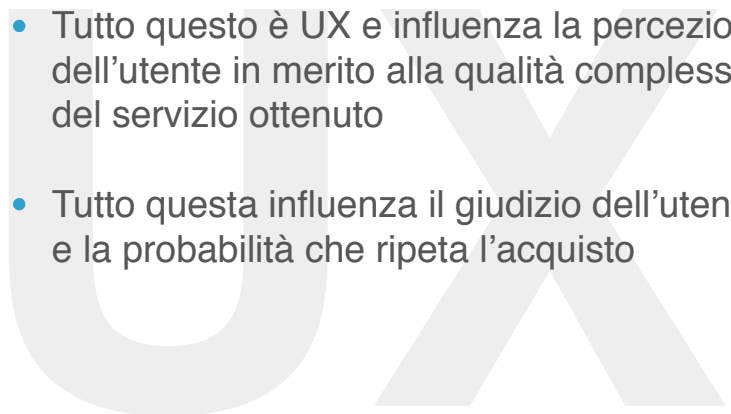 • Tutto questo è UX e influenza la percezio
dell'utente in merito alla qualità compless
del servizio ottenuto
• Tutto questa influenza il giudizio dell'uten
e la probabilità che ripeta l'acquisto
UX